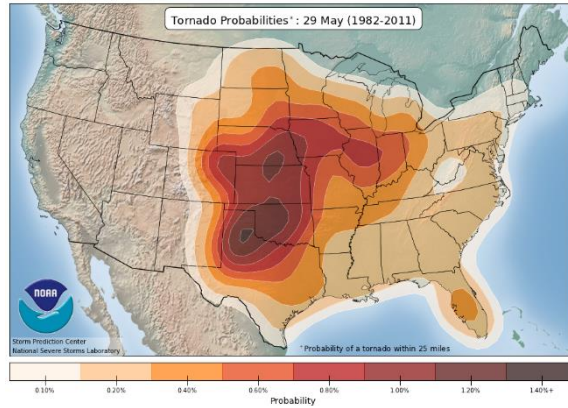 Tornado Probabilities*: 29 May (1982-2011)
NOAA
Storm Prediction Center
National Severe Storms Laboratory
*Probability of a tornado within 25 miles
0.10% 0.20% 0.40% 0.60% 0.80% 1.00% 1.20% 1.40%+
Probability